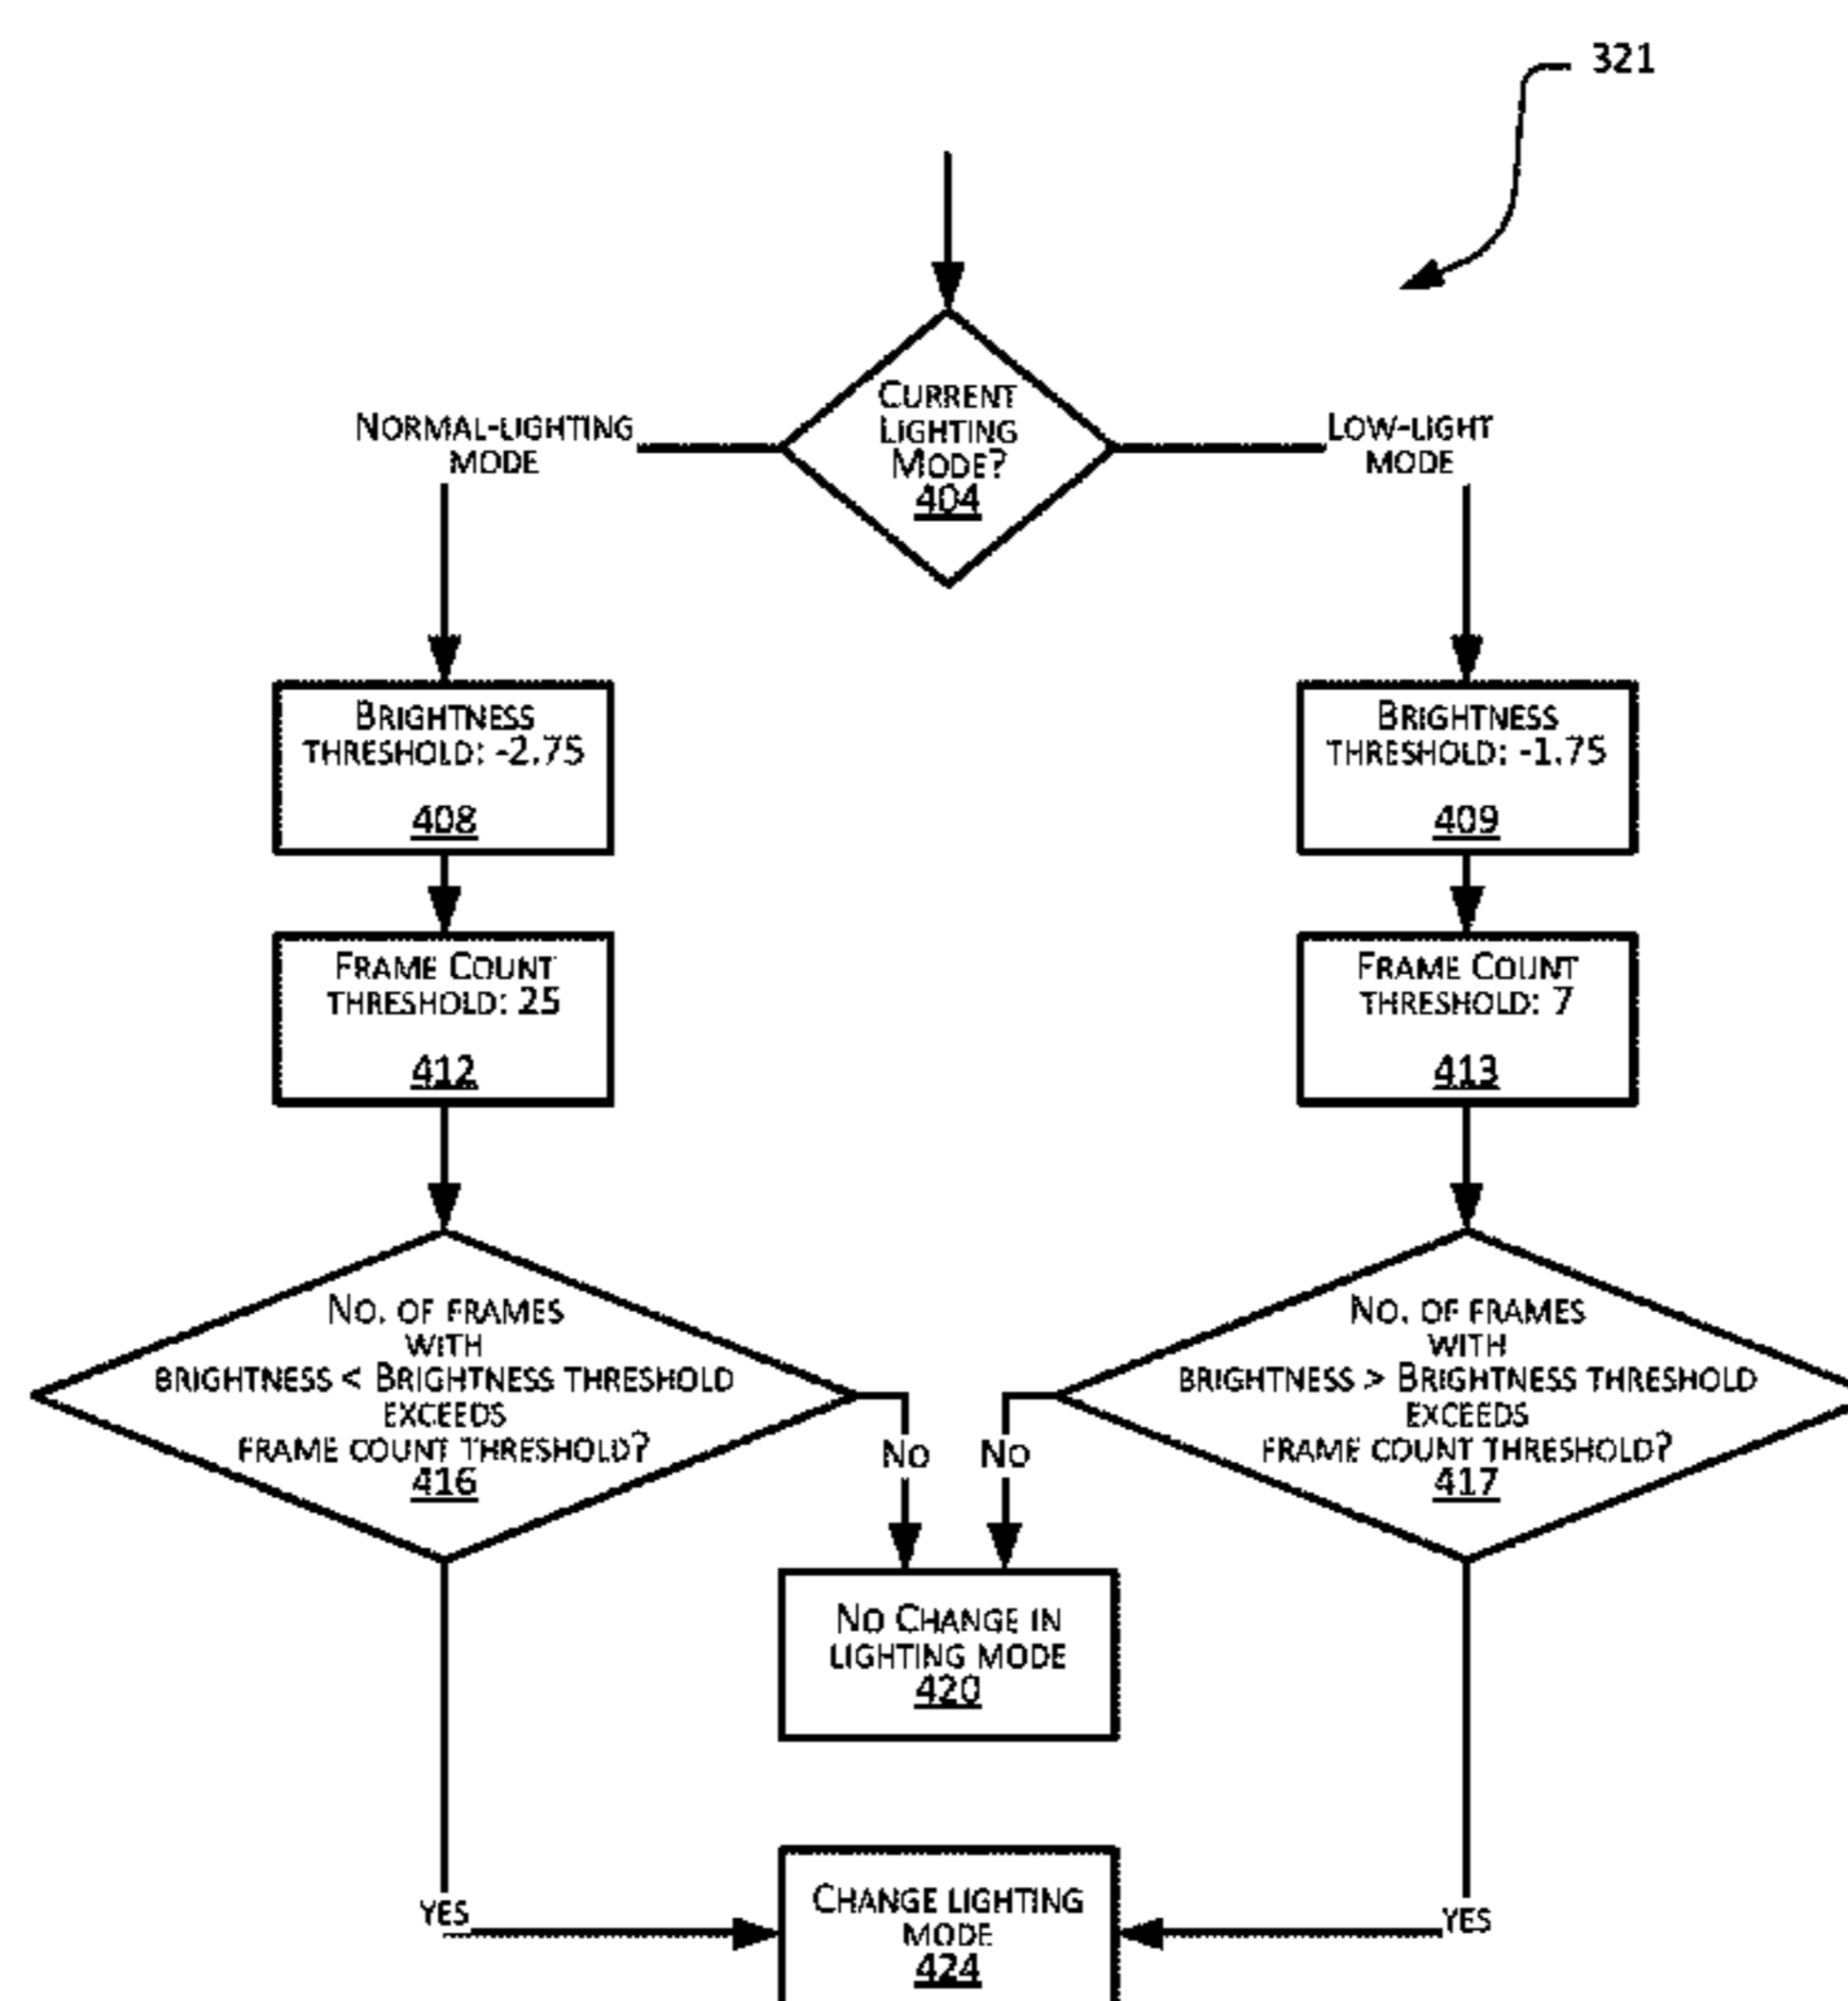 321
CURRENT
LIGHTING
MODE?
404
NORMAL-LIGHTING
MODE
LOW-LIGHT
MODE
BRIGHTNESS
THRESHOLD: -2.75
408
BRIGHTNESS
THRESHOLD: -1.75
409
FRAME COUNT
THRESHOLD: 25
412
FRAME COUNT
THRESHOLD: 7
413
NO. OF FRAMES
WITH
BRIGHTNESS < BRIGHTNESS THRESHOLD
EXCEEDS
FRAME COUNT THRESHOLD?
416
NO. OF FRAMES
WITH
BRIGHTNESS > BRIGHTNESS THRESHOLD
EXCEEDS
FRAME COUNT THRESHOLD?
417
NO
NO
NO CHANGE IN
LIGHTING MODE
420
YES
CHANGE LIGHTING
MODE
424
YES